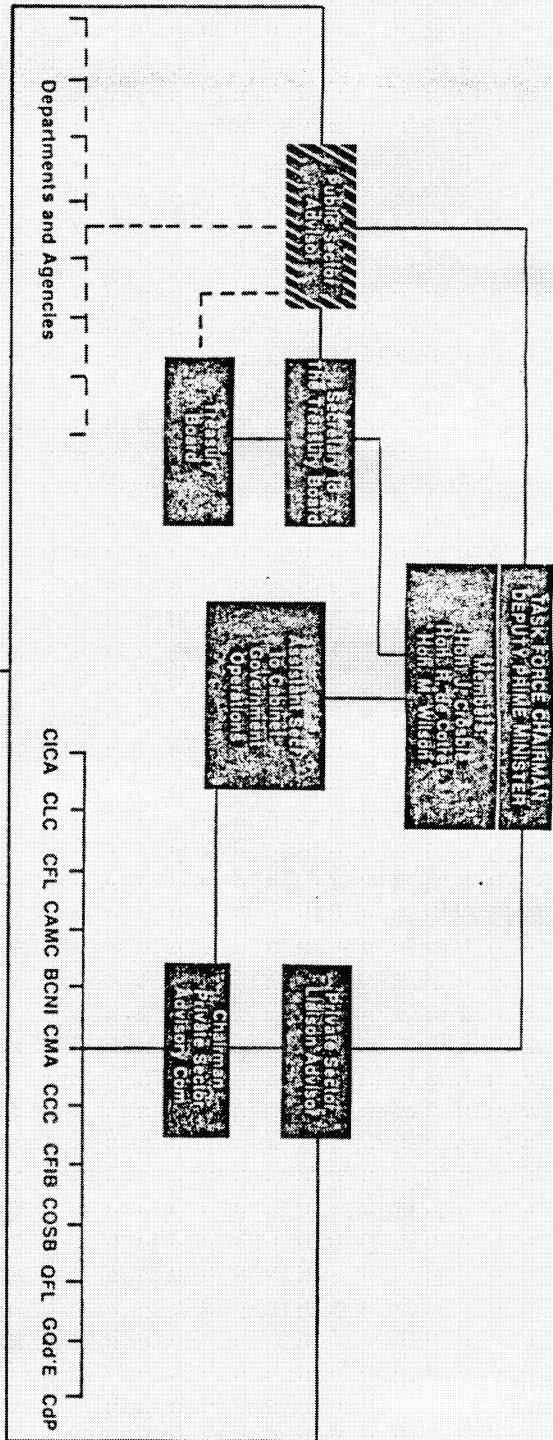 TASK FORCE CHAIRMAN
DEPUTY PRIME MINISTER
Members
Hon. J. Crosbie
Hon. R. de Cotret
Hon. M. Wilson
Public Sector
Advisor
Secretary to
the Treasury Board
Treasury
Board
Assistant Sec'y
to Cabinet
Government
Operations
Private Sector
Liaison Advisor
Chairman
Private Sector
Advisory Com.
Departments and Agencies
CICA CLC CFL CAMC BCNI CMA CCC CFIB COSB QFL GQd'E CdP